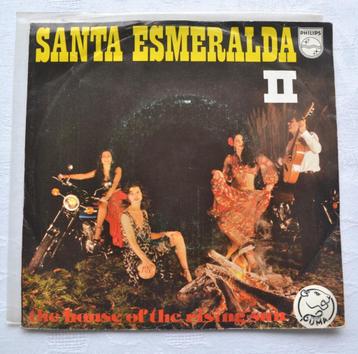 SANTA ESMERALDA
PHILIPS
II
the house of the rising sun
PUMA